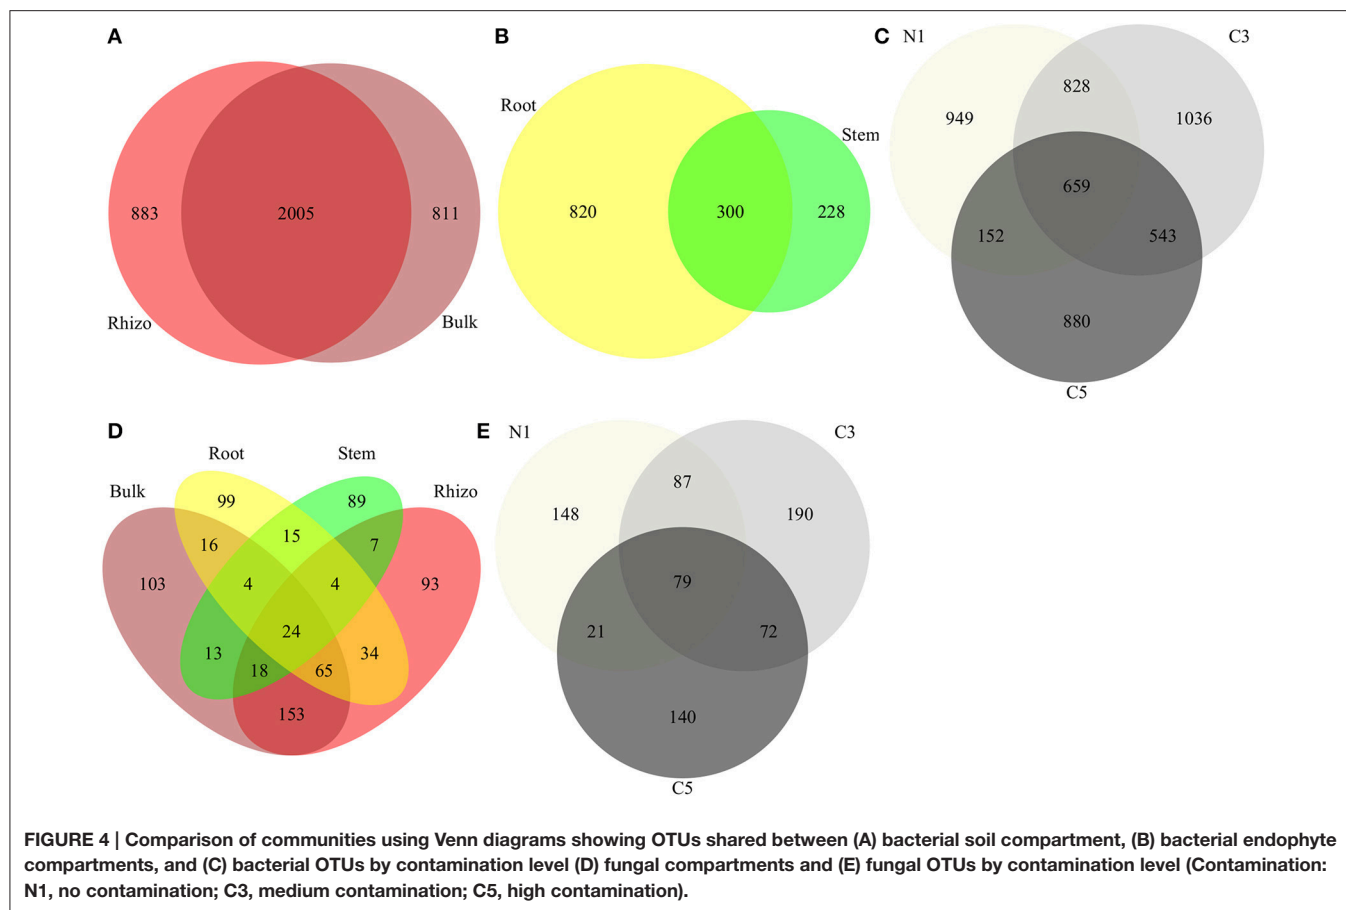 A
Rhizo
883
2005
811
Bulk
B
Root
820
300
228
Stem
C
N1
C3
949
828
1036
659
152
543
880
C5
D
Bulk
Root
Stem
Rhizo
99
89
16
15
7
103
4
4
93
24
13
18
65
34
153
E
N1
C3
148
87
190
79
21
72
140
C5
FIGURE 4 | Comparison of communities using Venn diagrams showing OTUs shared between (A) bacterial soil compartment, (B) bacterial endophyte
compartments, and (C) bacterial OTUs by contamination level (D) fungal compartments and (E) fungal OTUs by contamination level (Contamination:
N1, no contamination; C3, medium contamination; C5, high contamination).